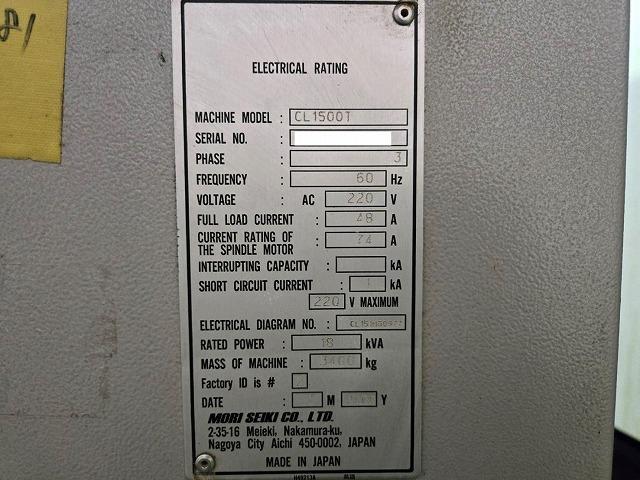 81
ELECTRICAL RATING
MACHINE MODEL : CL1500T
SERIAL NO. :
PHASE : 3
FREQUENCY : 60 Hz
VOLTAGE : AC 220 V
FULL LOAD CURRENT : 48 A
CURRENT RATING OF
THE SPINDLE MOTOR : 74 A
INTERRUPTING CAPACITY : kA
SHORT CIRCUIT CURRENT : 1 kA
220 V MAXIMUM
ELECTRICAL DIAGRAM NO. :
RATED POWER : 18 kVA
MASS OF MACHINE : 3400 kg
Factory ID is #
DATE : M Y
MORI SEIKI CO., LTD.
2-35-16 Meieki, Nakamura-ku,
Nagoya City Aichi 450-0002, JAPAN
MADE IN JAPAN